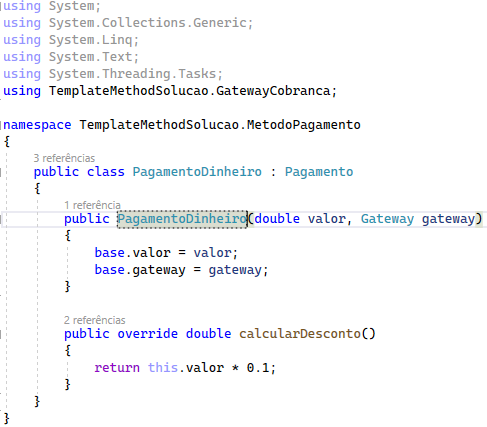 using System;
using System.Collections.Generic;
using System.Linq;
using System.Text;
using System.Threading.Tasks;
using TemplateMethodSolucao.GatewayCobranca;

namespace TemplateMethodSolucao.MetodoPagamento
{
    3 referências
    public class PagamentoDinheiro : Pagamento
    {
        1 referência
        public PagamentoDinheiro(double valor, Gateway gateway)
        {
            base.valor = valor;
            base.gateway = gateway;
        }

        2 referências
        public override double calcularDesconto()
        {
            return this.valor * 0.1;
        }
    }
}